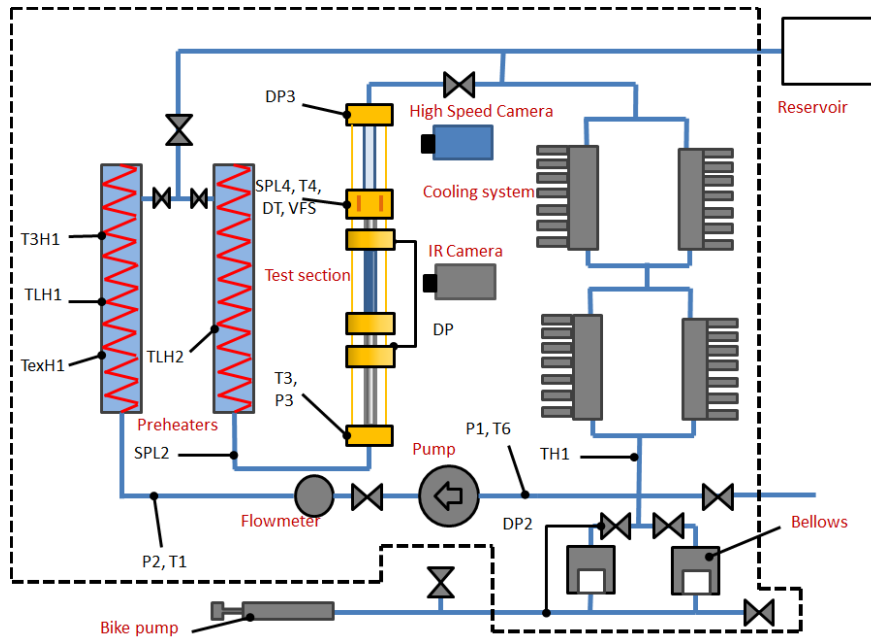 DP3
High Speed Camera
Reservoir
SPL4, T4,
DT, VFS
Cooling system
T3H1
IR Camera
Test section
TLH1
DP
TLH2
TexH1
T3,
P3
Preheaters
P1, T6
Pump
SPL2
TH1
Flowmeter
DP2
Bellows
P2, T1
Bike pump